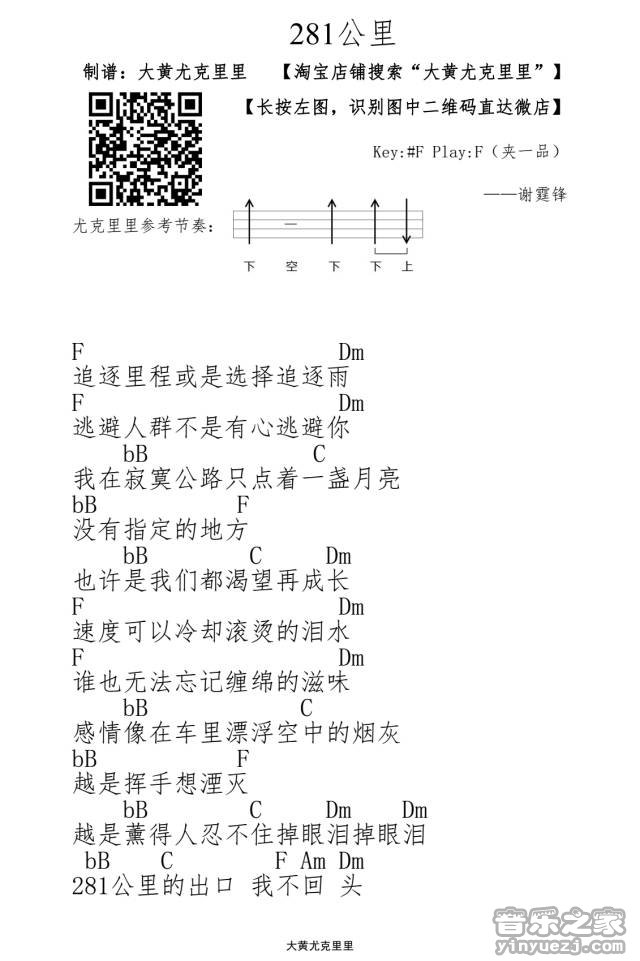 281公里
制谱：大黄尤克里里 【淘宝店铺搜索“大黄尤克里里”】
【长按左图，识别图中二维码直达微店】
Key:#F Play:F（夹一品）
——谢霆锋
尤克里里参考节奏：
下 空 下 下 上
F Dm
追逐里程或是选择追逐雨
F Dm
逃避人群不是有心逃避你
bB C
我在寂寞公路只点着一盏月亮
bB F
没有指定的地方
bB C Dm
也许是我们都渴望再成长
F Dm
速度可以冷却滚烫的泪水
F Dm
谁也无法忘记缠绵的滋味
bB C
感情像在车里漂浮空中的烟灰
bB F
越是挥手想湮灭
bB C Dm Dm
越是薰得人忍不住掉眼泪掉眼泪
bB C F Am Dm
281公里的出口 我不回 头
大黄尤克里里
音乐之家
yinyuezj.com